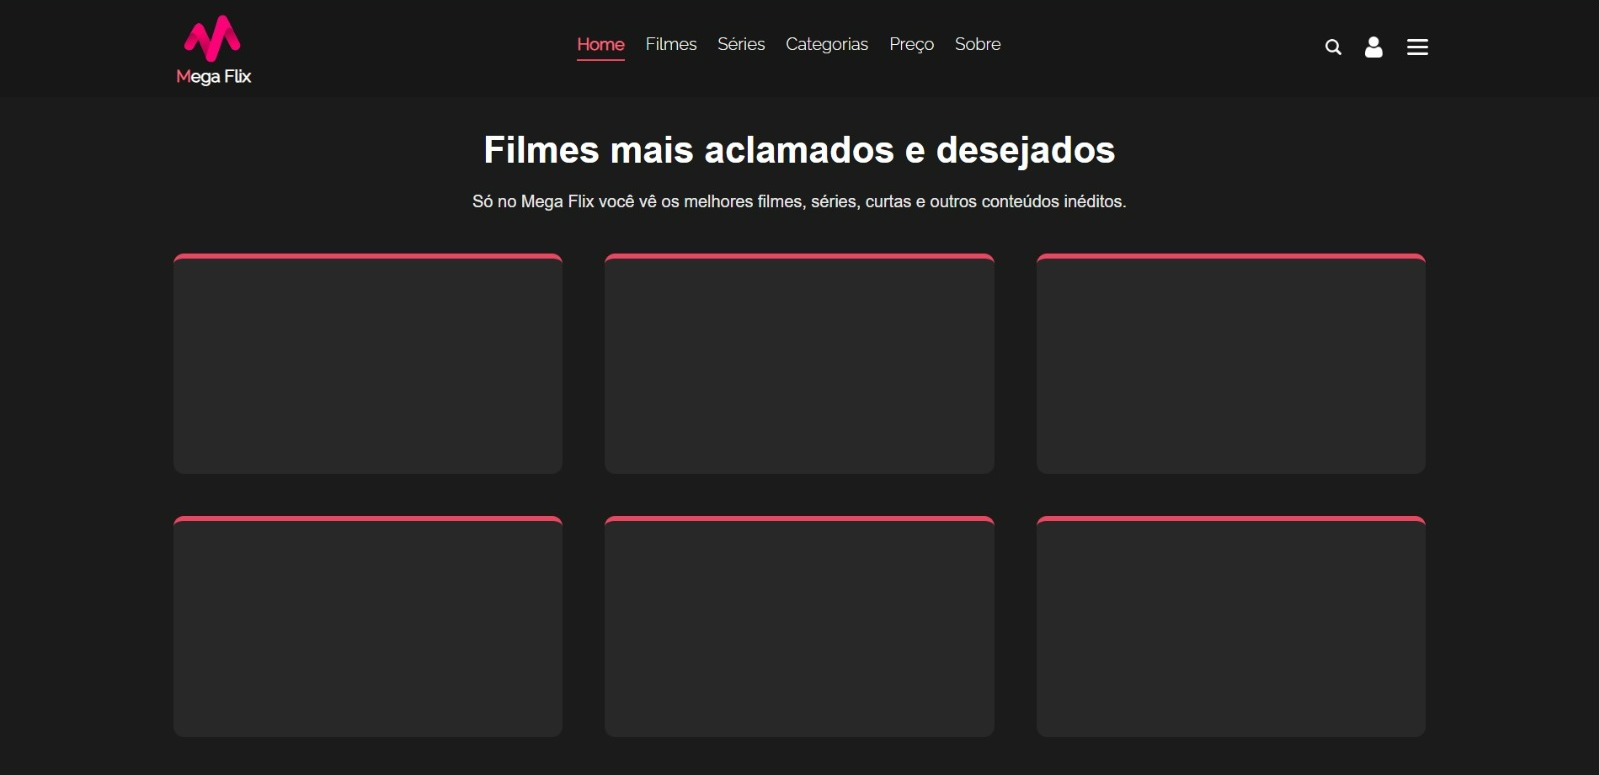 Mega Flix
Home Filmes Séries Categorias Preço Sobre
Filmes mais aclamados e desejados
Só no Mega Flix você vê os melhores filmes, séries, curtas e outros conteúdos inéditos.